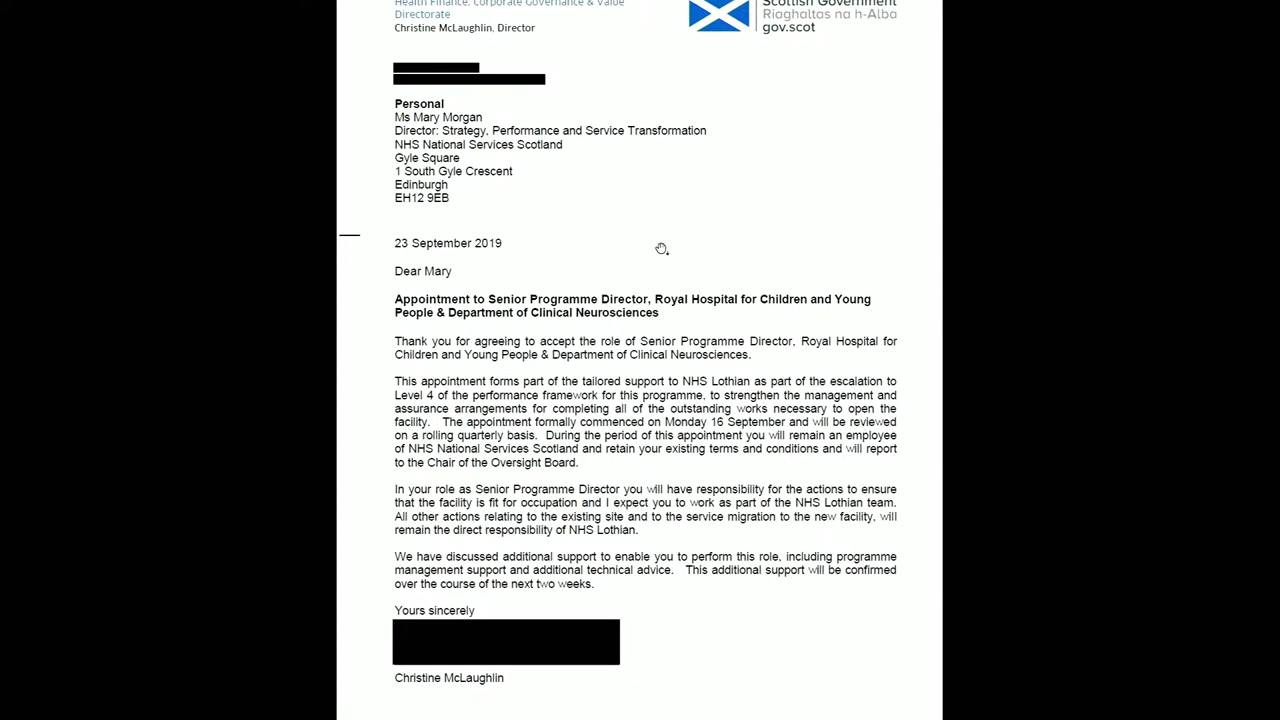 Health Finance, Corporate Governance & Value
Directorate
Christine McLaughlin, Director
Scottish Government
Riaghaltas na h-Alba
gov.scot
Personal
Ms Mary Morgan
Director: Strategy, Performance and Service Transformation
NHS National Services Scotland
Gyle Square
1 South Gyle Crescent
Edinburgh
EH12 9EB
23 September 2019
Dear Mary
Appointment to Senior Programme Director, Royal Hospital for Children and Young
People & Department of Clinical Neurosciences
Thank you for agreeing to accept the role of Senior Programme Director, Royal Hospital for
Children and Young People & Department of Clinical Neurosciences.
This appointment forms part of the tailored support to NHS Lothian as part of the escalation to
Level 4 of the performance framework for this programme, to strengthen the management and
assurance arrangements for completing all of the outstanding works necessary to open the
facility. The appointment formally commenced on Monday 16 September and will be reviewed
on a rolling quarterly basis. During the period of this appointment you will remain an employee
of NHS National Services Scotland and retain your existing terms and conditions and will report
to the Chair of the Oversight Board.
In your role as Senior Programme Director you will have responsibility for the actions to ensure
that the facility is fit for occupation and I expect you to work as part of the NHS Lothian team.
All other actions relating to the existing site and to the service migration to the new facility, will
remain the direct responsibility of NHS Lothian.
We have discussed additional support to enable you to perform this role, including programme
management support and additional technical advice. This additional support will be confirmed
over the course of the next two weeks.
Yours sincerely
Christine McLaughlin